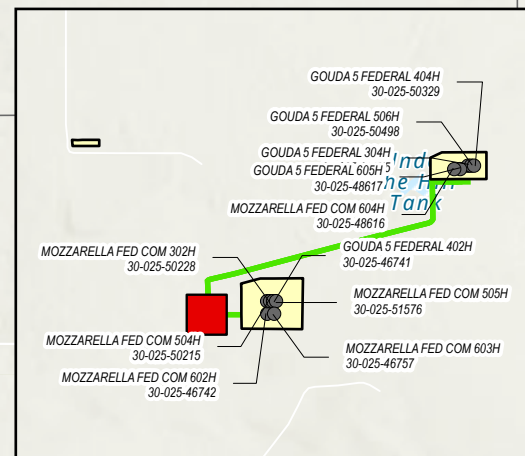 GOUDA 5 FEDERAL 404H
30-025-50329
GOUDA 5 FEDERAL 506H
30-025-50498
GOUDA 5 FEDERAL 304H
GOUDA 5 FEDERAL 605H
30-025-48617
MOZZARELLA FED COM 604H
30-025-48616
Tank
MOZZARELLA FED COM 302H
30-025-50228
GOUDA 5 FEDERAL 402H
30-025-46741
MOZZARELLA FED COM 505H
30-025-51576
MOZZARELLA FED COM 504H
30-025-50215
MOZZARELLA FED COM 603H
30-025-46757
MOZZARELLA FED COM 602H
30-025-46742